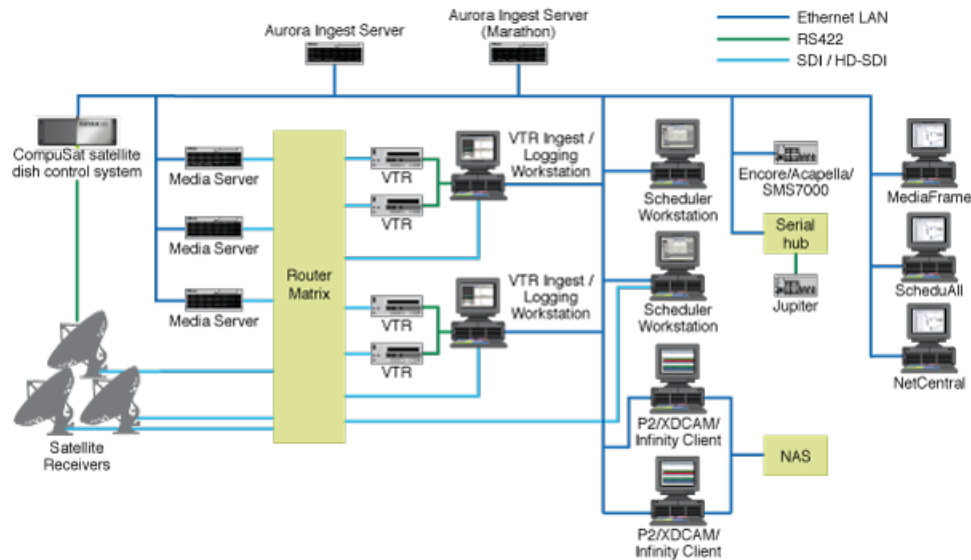 Aurora Ingest Server
Aurora Ingest Server
(Marathon)
Ethernet LAN
RS422
SDI / HD-SDI
CompuSat satellite
dish control system
Media Server
Media Server
Media Server
Router
Matrix
VTR
VTR
VTR
VTR
VTR Ingest /
Logging
Workstation
VTR Ingest /
Logging
Workstation
Scheduler
Workstation
Scheduler
Workstation
P2/XDCAM/
Infinity Client
P2/XDCAM/
Infinity Client
Encore/Acapella/
SMS7000
Serial
hub
Jupiter
NAS
MediaFrame
ScheduAll
NetCentral
Satellite
Receivers